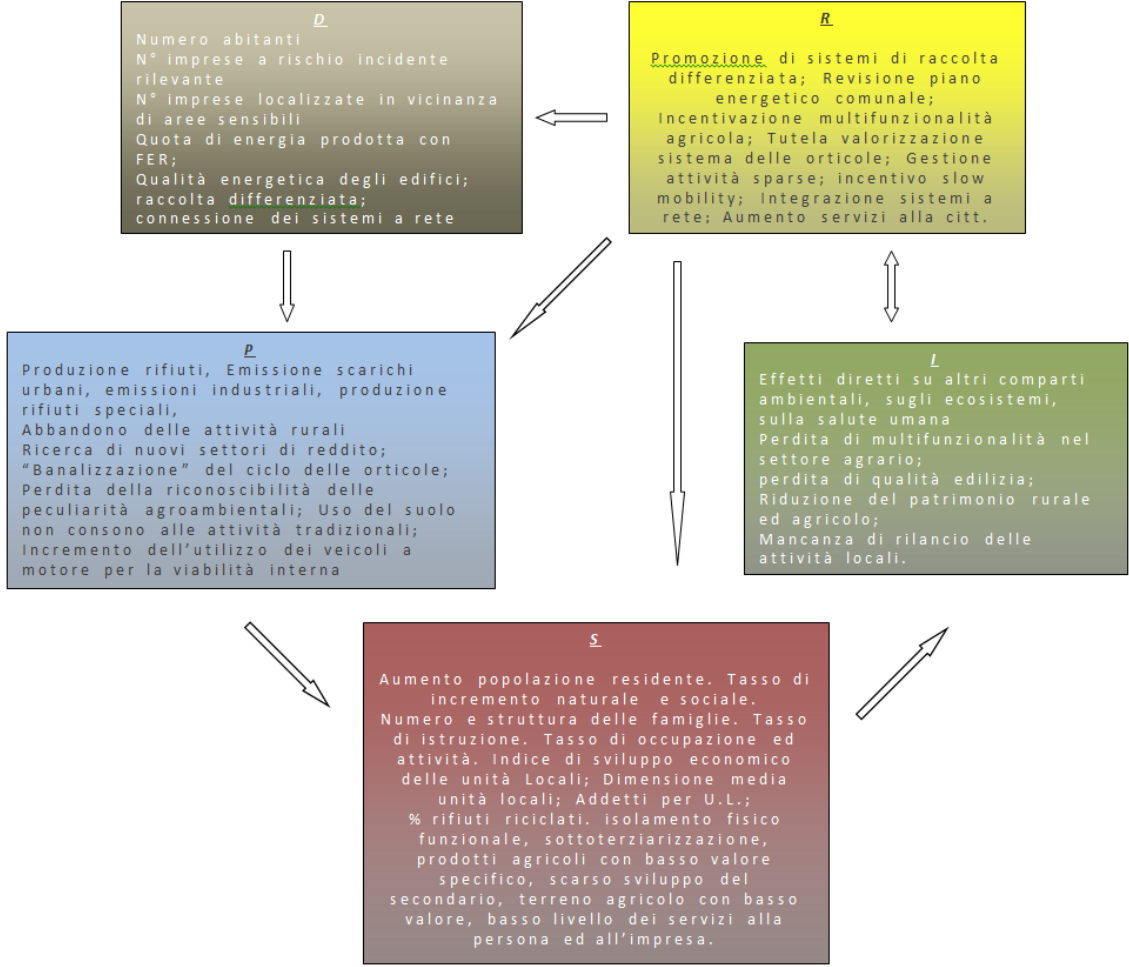 D
Numero abitanti
N° imprese a rischio incidente
rilevante
N° imprese localizzate in vicinanza
di aree sensibili
Quota di energia prodotta con
FER;
Qualità energetica degli edifici;
raccolta differenziata;
connessione dei sistemi a rete
R
Promozione di sistemi di raccolta
differenziata; Revisione piano
energetico comunale;
Incentivazione multifunzionalità
agricola; Tutela valorizzazione
sistema delle orticole; Gestione
attività sparse; incentivo slow
mobility; Integrazione sistemi a
rete; Aumento servizi alla citt.
P
Produzione rifiuti, Emissione scarichi
urbani, emissioni industriali, produzione
rifiuti speciali,
Abbandono delle attività rurali
Ricerca di nuovi settori di reddito;
“Banalizzazione” del ciclo delle orticole;
Perdita della riconoscibilità delle
peculiarità agroambientali; Uso del suolo
non consono alle attività tradizionali;
Incremento dell’utilizzo dei veicoli a
motore per la viabilità interna
I
Effetti diretti su altri comparti
ambientali, sugli ecosistemi,
sulla salute umana
Perdita di multifunzionalità nel
settore agrario;
perdita di qualità edilizia;
Riduzione del patrimonio rurale
ed agricolo;
Mancanza di rilancio delle
attività locali.
S
Aumento popolazione residente. Tasso di
incremento naturale e sociale.
Numero e struttura delle famiglie. Tasso
di istruzione. Tasso di occupazione ed
attività. Indice di sviluppo economico
delle unità Locali; Dimensione media
unità locali; Addetti per U.L.;
% rifiuti riciclati. isolamento fisico
funzionale, sottoterziarizzazione,
prodotti agricoli con basso valore
specifico, scarso sviluppo del
secondario, terreno agricolo con basso
valore, basso livello dei servizi alla
persona ed all’impresa.